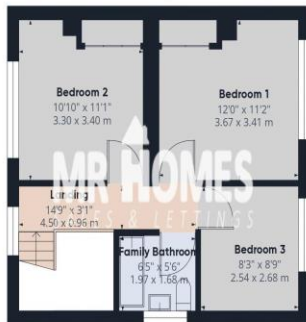 Bedroom 2
10'10" x 11'1"
3.30 x 3.40 m
Bedroom 1
12'0" x 11'2"
3.67 x 3.41 m
MR HOMES
SALES & LETTINGS
Landing
14'9" x 3'1"
4.50 x 0.96 m
Family Bathroom
6'5" x 5'6"
1.97 x 1.68 m
Bedroom 3
8'3" x 8'9"
2.54 x 2.68 m